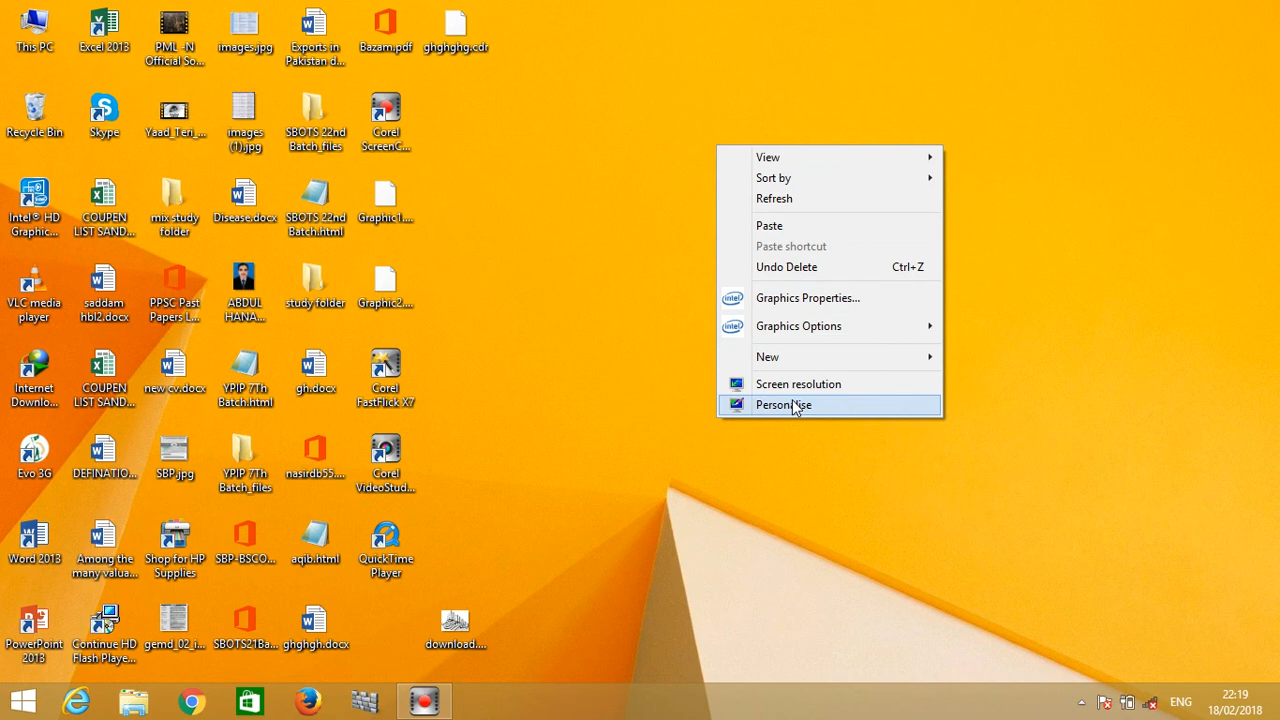 This PC
Excel 2013
PML -N
Official So...
images.jpg
Exports in
Pakistan d...
Bazam.pdf
ghghghg.cdr
Recycle Bin
Skype
Yaad_Teri_...
images
(1).jpg
SBOTS 22nd
Batch_files
Corel
ScreenC...
Intel® HD
Graphic...
COUPEN
LIST SAND...
mix study
folder
Disease.docx
SBOTS 22nd
Batch.html
Graphic1....
VLC media
player
saddam
hbl2.docx
PPSC Past
Papers L...
ABDUL
HANA...
study folder
Graphic2....
Internet
Downlo...
COUPEN
LIST SAND...
new cv.docx
YPIP 7Th
Batch.html
gh.docx
Corel
FastFlick X7
Evo 3G
DEFINATIO...
SBP.jpg
YPIP 7Th
Batch_files
nasirdb55....
Corel
VideoStud...
Word 2013
Among the
many valua...
Shop for HP
Supplies
SBP-BSCO...
aqib.html
QuickTime
Player
PowerPoint
2013
Continue HD
Flash Playe...
gemd_02_i...
SBOTS21Ba...
ghghgh.docx
download....
View
Sort by
Refresh
Paste
Paste shortcut
Undo Delete Ctrl+Z
intel Graphics Properties...
intel Graphics Options
New
Screen resolution
Personalise
ENG
22:19
18/02/2018